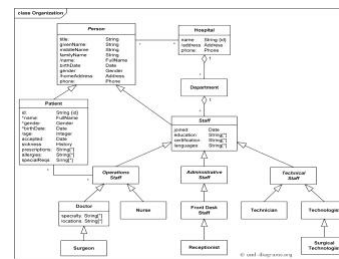 class Organization
Person
title: String
givenName: String
middleName: String
familyName: String
/name: FullName
birthDate: Date
gender: Gender
/homeAddress: Address
phone: Phone
Hospital
name: String {id}
/address: Address
phone: Phone
Department
Patient
id: String {id}
^name: FullName
^gender: Gender
^birthDate: Date
/age: Integer
accepted: Date
sickness: History
prescriptions: String[*]
allergies: String[*]
specialReqs: String[*]
Staff
joined: Date
education: String[*]
certification: String[*]
languages: String[*]
Operations
Staff
Administrative
Staff
Technical
Staff
Doctor
specialty: String[*]
locations: String[*]
Nurse
Front Desk
Staff
Technician
Technologist
Surgeon
Receptionist
Surgical
Technologist
© uml-diagrams.org